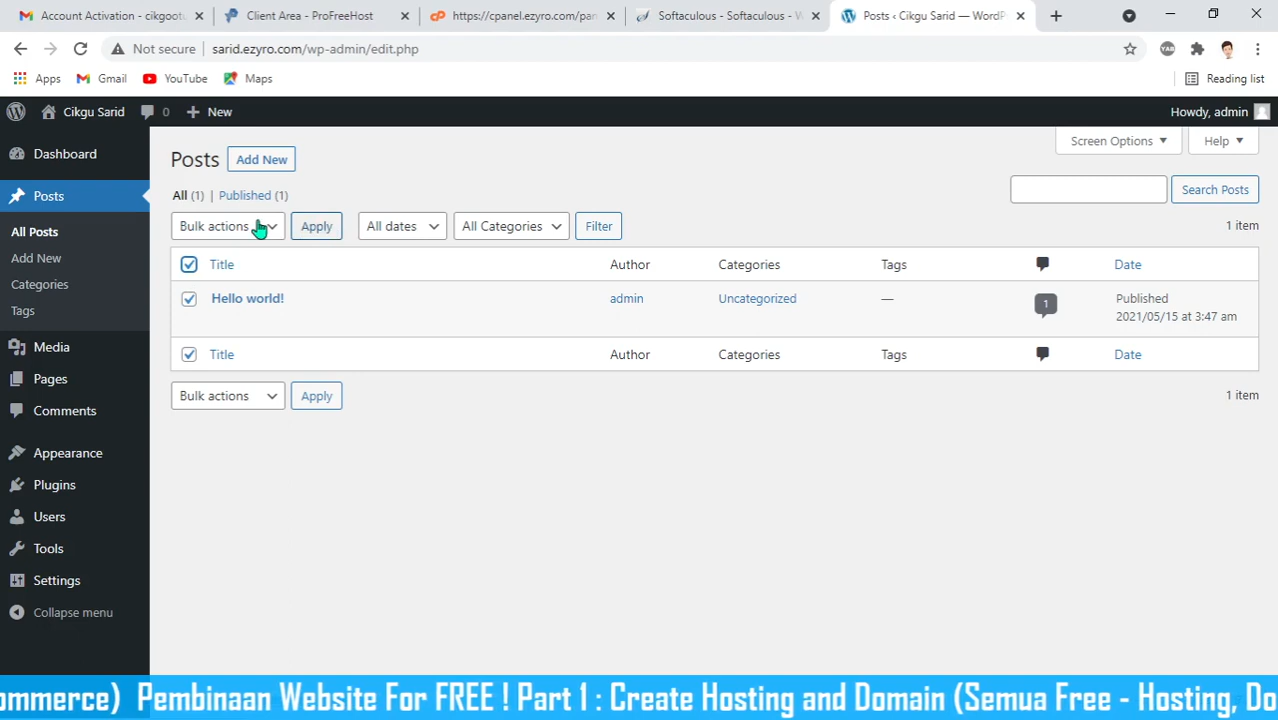 Account Activation - cikgootu
Client Area - ProFreeHost
https://cpanel.ezyro.com/pan
Softaculous - Softaculous - W
Posts ‹ Cikgu Sarid — WordP
Not secure | sarid.ezyro.com/wp-admin/edit.php
YAB
Apps
Gmail
YouTube
Maps
Reading list
Cikgu Sarid
0
New
Howdy, admin
Dashboard
Posts
All Posts
Add New
Categories
Tags
Media
Pages
Comments
Appearance
Plugins
Users
Tools
Settings
Collapse menu
Screen Options
Help
Posts Add New
All (1) | Published (1)
Search Posts
Bulk actions Apply All dates All Categories Filter 1 item
Title Author Categories Tags Date
Hello world! admin Uncategorized — 1 Published
2021/05/15 at 3:47 am
Title Author Categories Tags Date
Bulk actions Apply 1 item
ommerce) Pembinaan Website For FREE ! Part 1 : Create Hosting and Domain (Semua Free - Hosting, Do